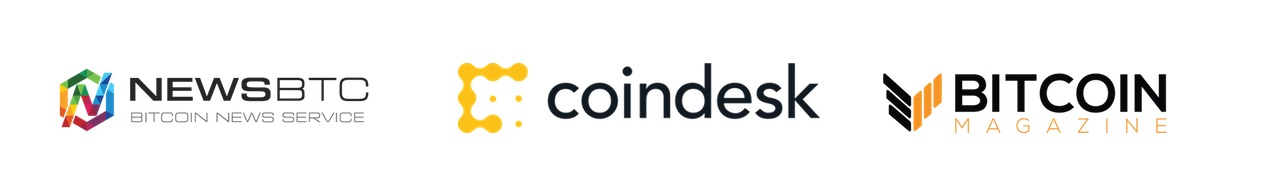 NEWSBTC
BITCOIN NEWS SERVICE
coindesk
BITCOIN
MAGAZINE